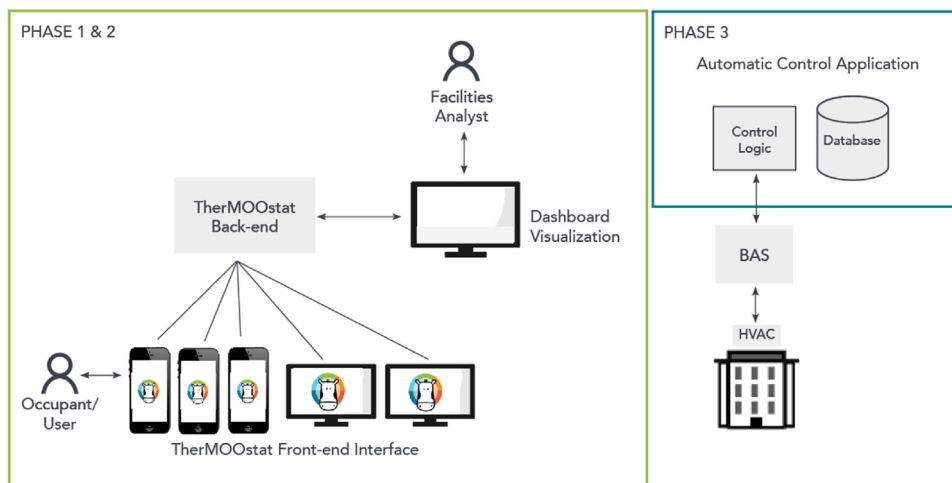 PHASE 1 & 2
Facilities
Analyst
TherMOOstat
Back-end
Dashboard
Visualization
Occupant/
User
TherMOOstat Front-end Interface
PHASE 3
Automatic Control Application
Control
Logic
Database
BAS
HVAC